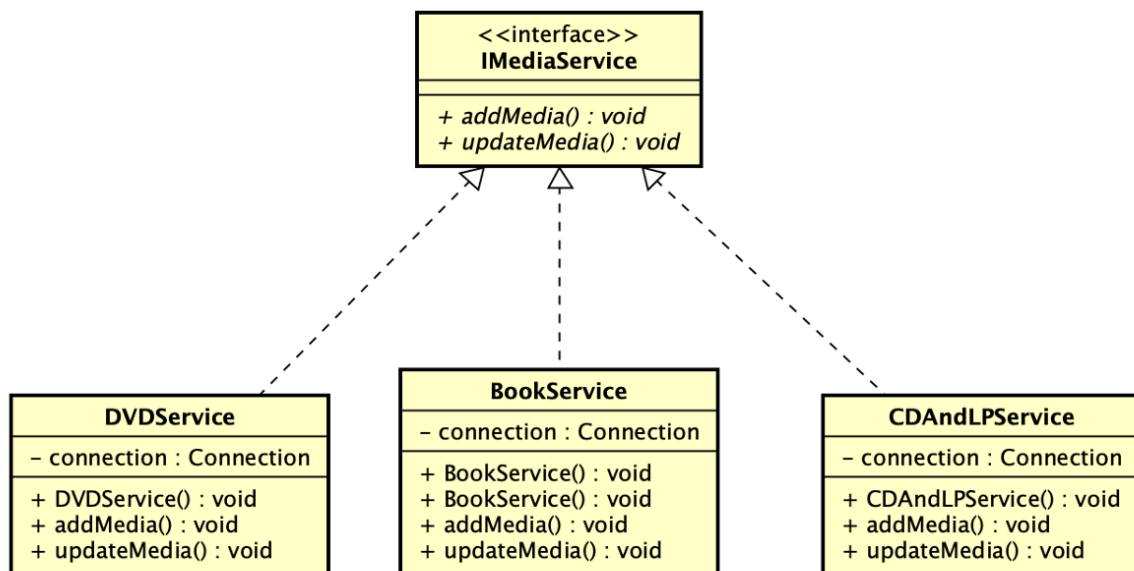 <<interface>>
IMediaService
+ addMedia() : void
+ updateMedia() : void
DVDService
– connection : Connection
+ DVDService() : void
+ addMedia() : void
+ updateMedia() : void
BookService
– connection : Connection
+ BookService() : void
+ BookService() : void
+ addMedia() : void
+ updateMedia() : void
CDAndLPService
– connection : Connection
+ CDAndLPService() : void
+ addMedia() : void
+ updateMedia() : void